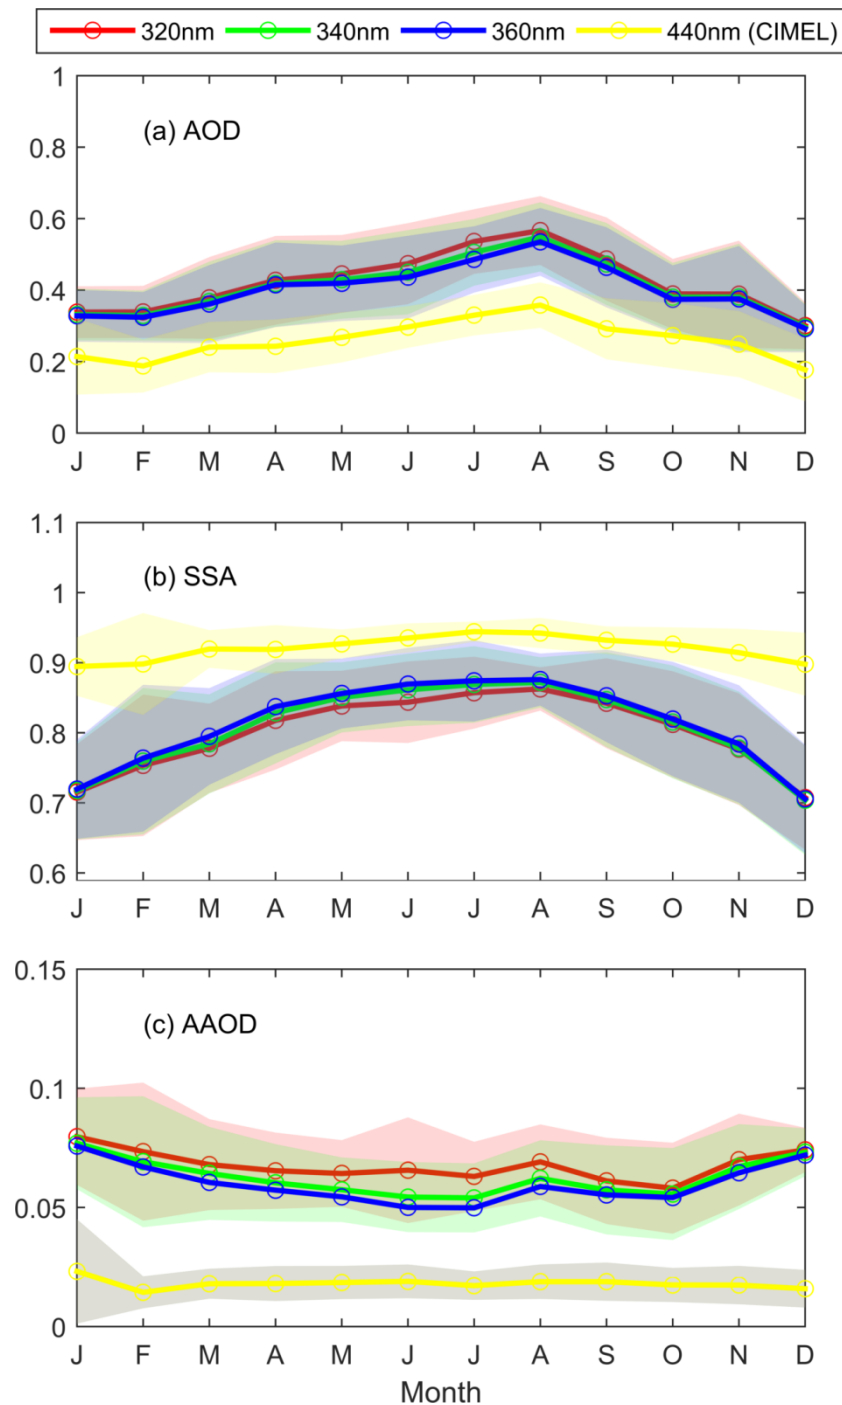 320nm 340nm 360nm 440nm (CIMEL)
1
(a) AOD
0.8
0.6
0.4
0.2
0
J F M A M J J A S O N D
1.1
(b) SSA
1
0.9
0.8
0.7
0.6
J F M A M J J A S O N D
0.15
(c) AAOD
0.1
0.05
0
J F M A M J J A S O N D
Month